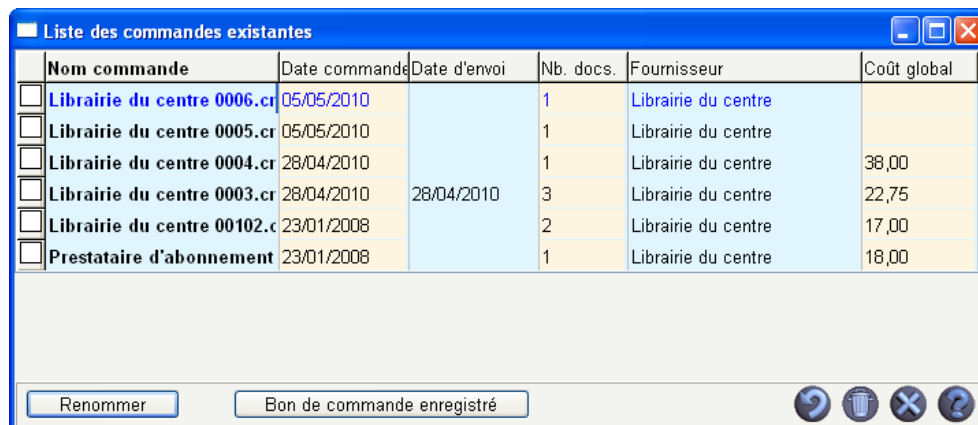 Liste des commandes existantes
Nom commande Date commande Date d'envoi Nb. docs. Fournisseur Coût global
Librairie du centre 0006.cr 05/05/2010 1 Librairie du centre
Librairie du centre 0005.cr 05/05/2010 1 Librairie du centre
Librairie du centre 0004.cr 28/04/2010 1 Librairie du centre 38,00
Librairie du centre 0003.cr 28/04/2010 28/04/2010 3 Librairie du centre 22,75
Librairie du centre 00102.c 23/01/2008 2 Librairie du centre 17,00
Prestataire d'abonnement 23/01/2008 1 Librairie du centre 18,00
Renommer Bon de commande enregistré